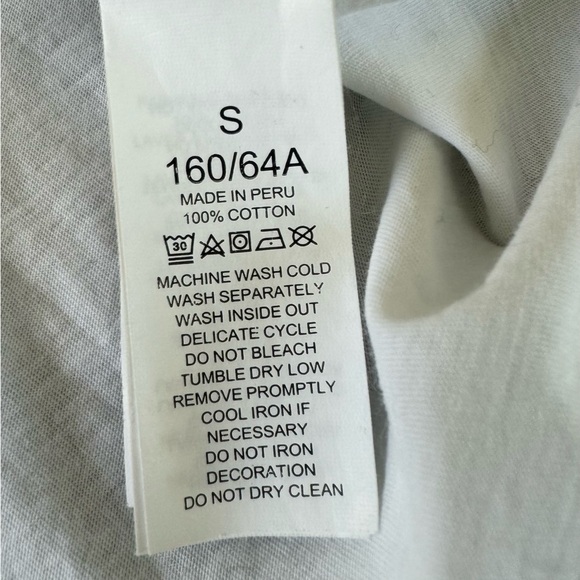 S
160/64A
MADE IN PERU
100% COTTON
30
MACHINE WASH COLD
WASH SEPARATELY
WASH INSIDE OUT
DELICATE CYCLE
DO NOT BLEACH
TUMBLE DRY LOW
REMOVE PROMPTLY
COOL IRON IF
NECESSARY
DO NOT IRON
DECORATION
DO NOT DRY CLEAN